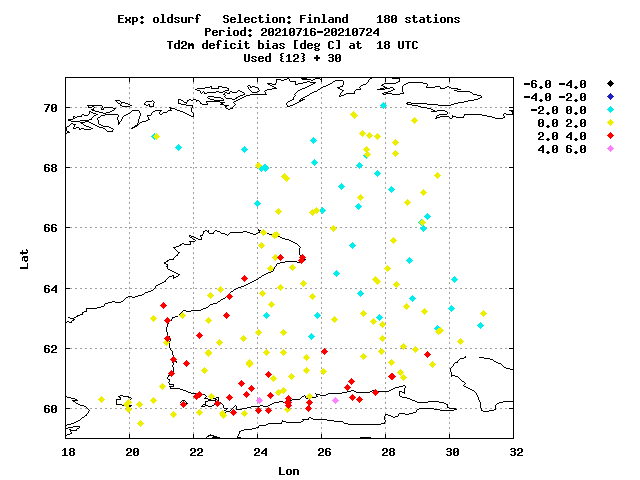 Exp: oldsurf   Selection: Finland    180 stations
Period: 20210716-20210724
Td2m deficit bias [deg C] at  18 UTC
Used {12} + 30
-6.0 -4.0
-4.0 -2.0
-2.0 0.0
0.0 2.0
2.0 4.0
4.0 6.0
70
68
66
64
62
60
Lat
18 20 22 24 26 28 30 32
Lon